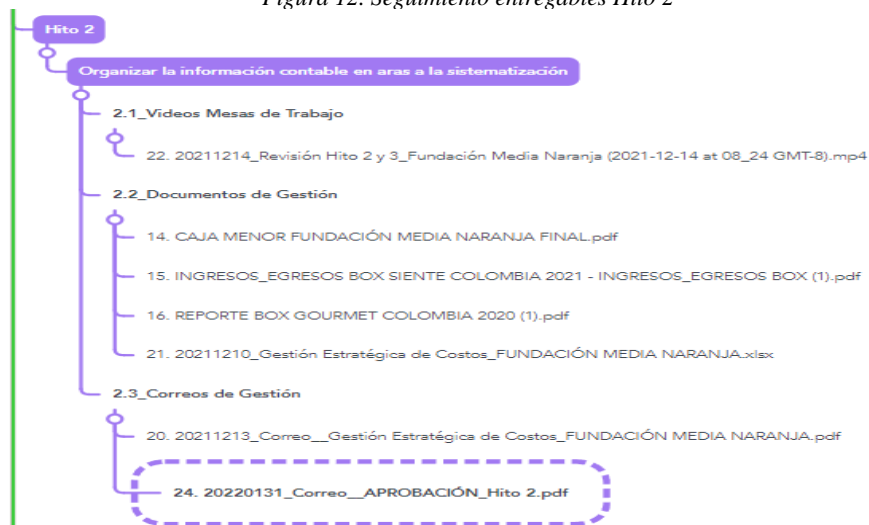 Figura 12. Seguimiento entregables Hito 2
Hito 2
Organizar la información contable en aras a la sistematización
2.1_Videos Mesas de Trabajo
22. 20211214_Revisión Hito 2 y 3_Fundación Media Naranja (2021-12-14 at 08_24 GMT-8).mp4
2.2_Documentos de Gestión
14. CAJA MENOR FUNDACIÓN MEDIA NARANJA FINAL.pdf
15. INGRESOS_EGRESOS BOX SIENTE COLOMBIA 2021 - INGRESOS_EGRESOS BOX (1).pdf
16. REPORTE BOX GOURMET COLOMBIA 2020 (1).pdf
21. 20211210_Gestión Estratégica de Costos_FUNDACIÓN MEDIA NARANJA.xlsx
2.3_Correos de Gestión
20. 20211213_Correo__Gestión Estratégica de Costos_FUNDACIÓN MEDIA NARANJA.pdf
24. 20220131_Correo__APROBACIÓN_Hito 2.pdf